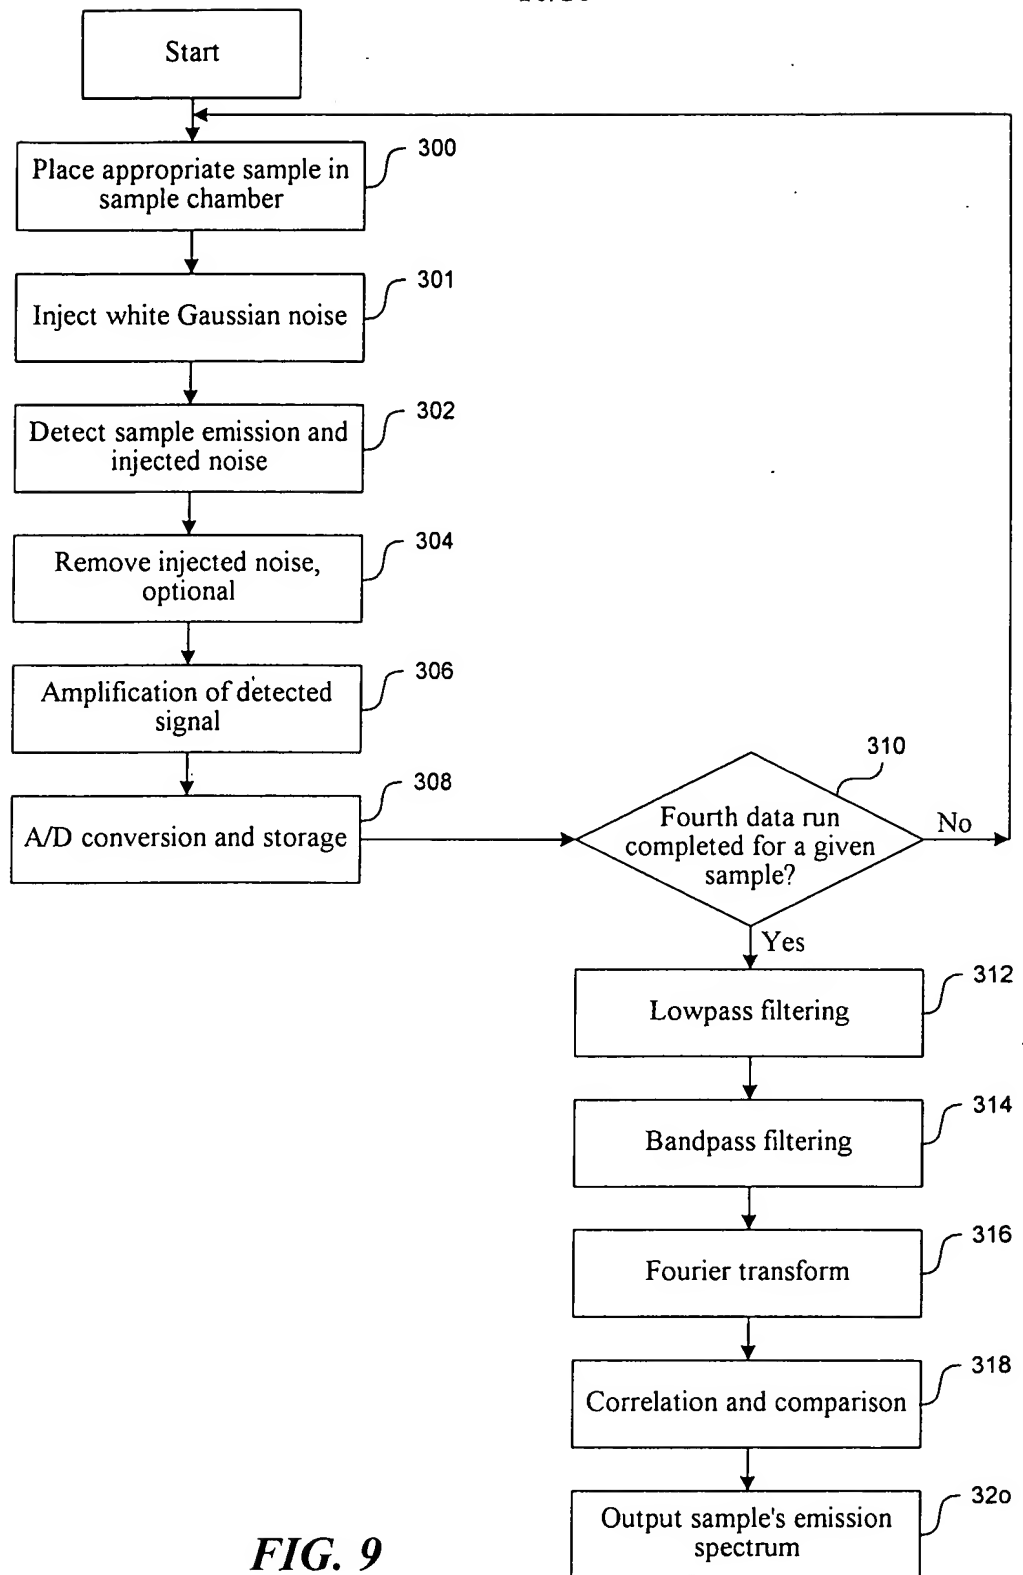 Start
Place appropriate sample in
sample chamber
300
Inject white Gaussian noise
301
Detect sample emission and
injected noise
302
Remove injected noise,
optional
304
Amplification of detected
signal
306
A/D conversion and storage
308
Fourth data run
completed for a given
sample?
310
No
Yes
Lowpass filtering
312
Bandpass filtering
314
Fourier transform
316
Correlation and comparison
318
Output sample's emission
spectrum
32o
FIG. 9